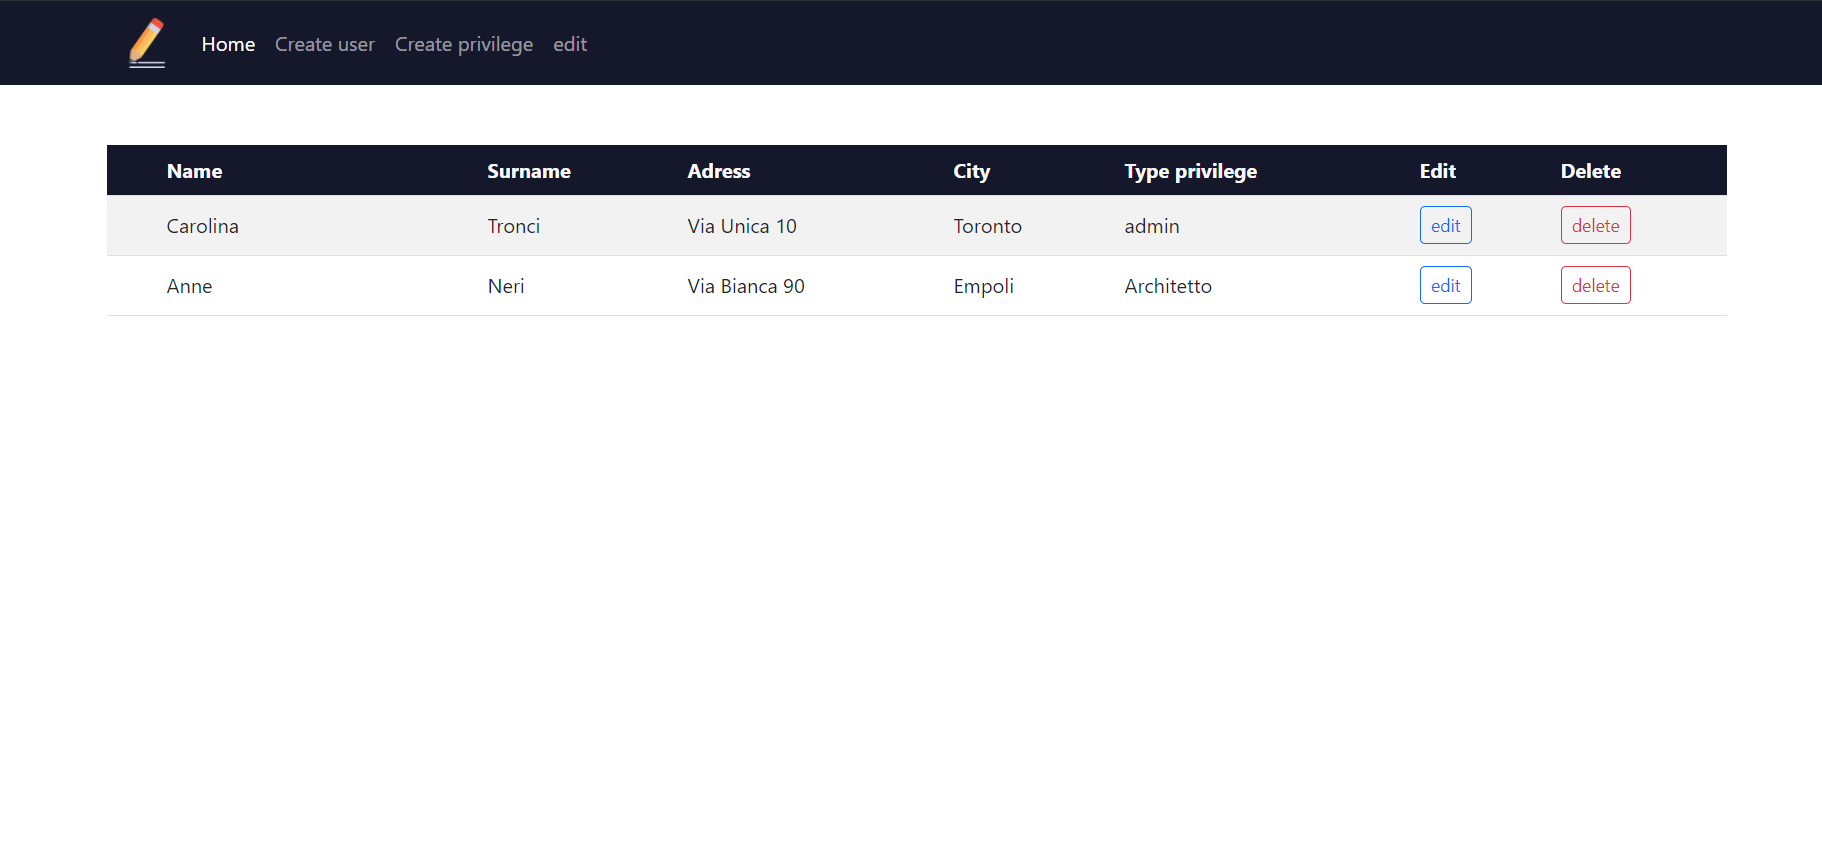 Home Create user Create privilege edit
Name Surname Adress City Type privilege Edit Delete
Carolina Tronci Via Unica 10 Toronto admin edit delete
Anne Neri Via Bianca 90 Empoli Architetto edit delete